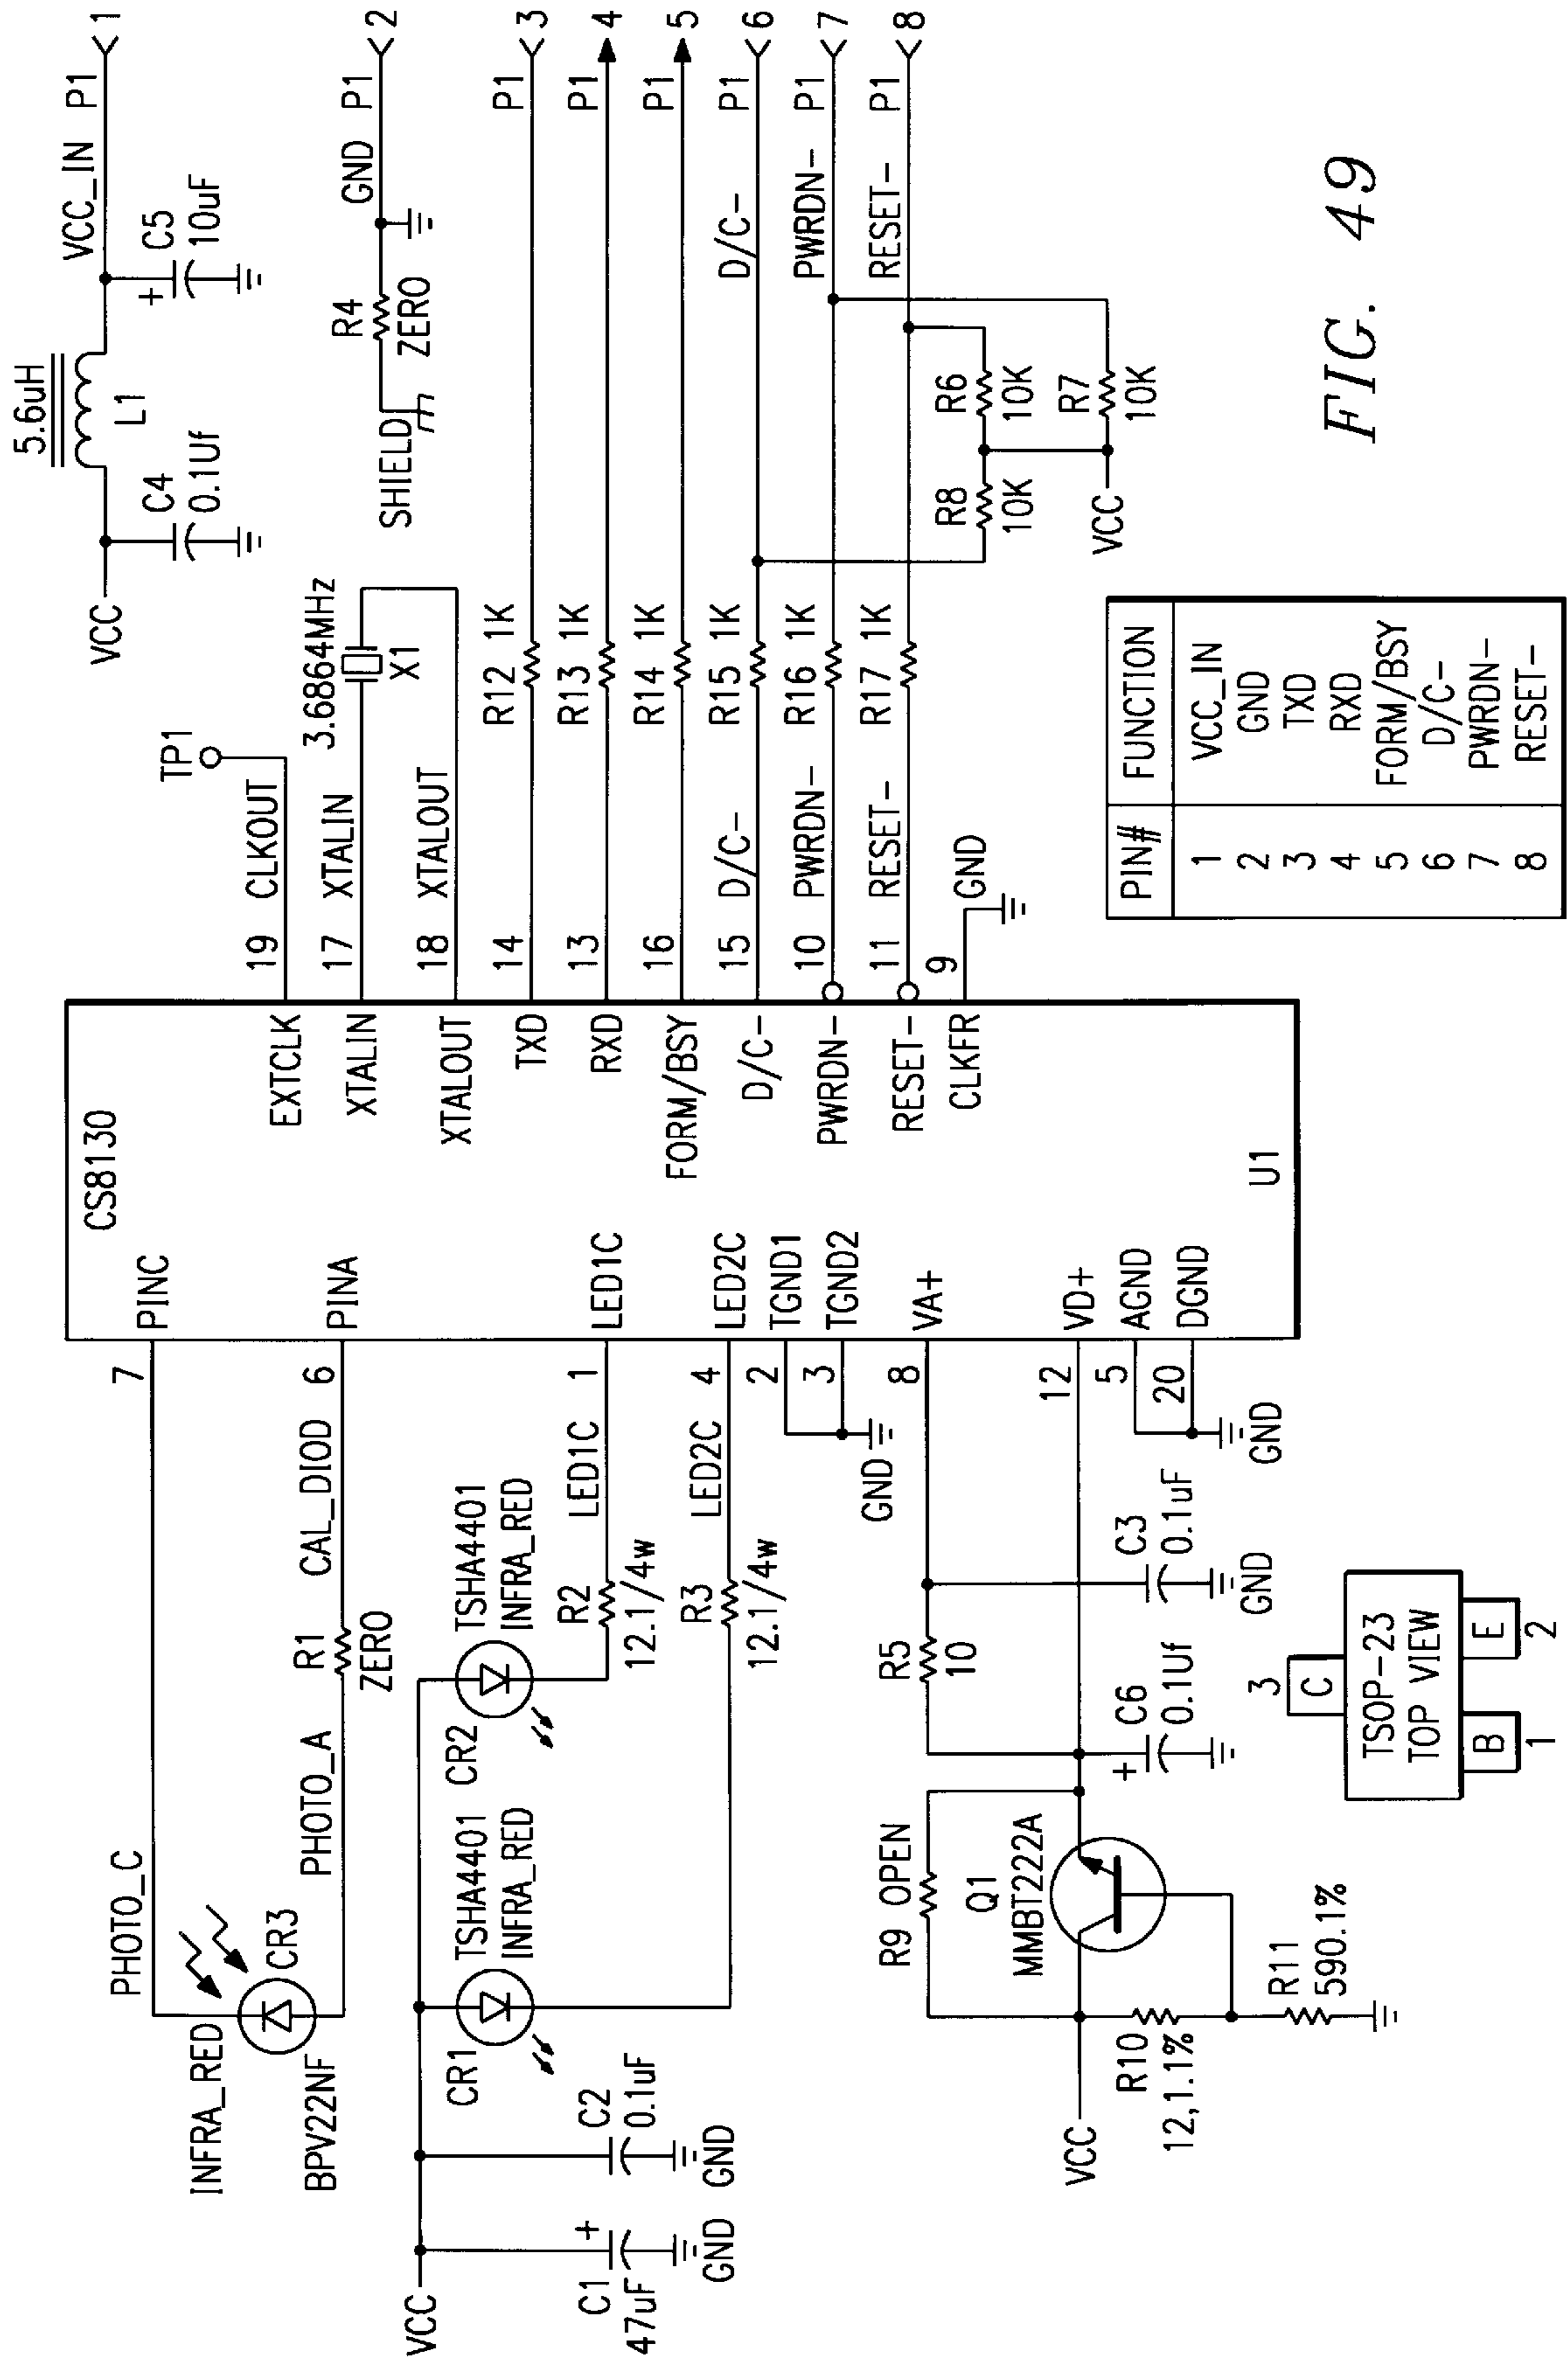 VCC
5.6uH
L1
VCC_IN
P1
1
C4
0.1Uf
+
C5
10uF
TP1
SHIELD
R4
ZERO
GND
P1
2
CS8130
U1
PINC
7
PHOTO_C
INFRA_RED
CR3
BPV22NF
PINA
6
CAL_DIOD
R1
ZERO
PHOTO_A
VCC
C1
+
47uF
GND
C2
0.1uF
GND
CR1
TSHA4401
INFRA_RED
CR2
TSHA4401
INFRA_RED
R2
12.1/4w
LED1C
1
LED1C
R3
12.1/4w
LED2C
4
LED2C
2
TGND1
3
TGND2
GND
8
VA+
12
VD+
5
AGND
20
DGND
GND
R5
10
C3
0.1uF
GND
+
C6
0.1Uf
R9 OPEN
Q1
MMBT222A
VCC
R10
12,1.1%
R11
590.1%
3
C
TSOP-23
TOP VIEW
B
E
1
2
EXTCLK
19
CLKOUT
XTALIN
17
XTALIN
3.6864MHz
X1
XTALOUT
18
XTALOUT
TXD
14
R12
1K
P1
3
RXD
13
R13
1K
P1
4
FORM/BSY
16
R14
1K
P1
5
D/C-
15
D/C-
R15
1K
D/C-
P1
6
PWRDN-
10
PWRDN-
R16
1K
PWRDN-
P1
7
RESET-
11
RESET-
R17
1K
RESET-
P1
8
CLKFR
9
GND
R8
10K
R6
10K
R7
10K
VCC
PIN# FUNCTION
1 VCC_IN
2 GND
3 TXD
4 RXD
5 FORM/BSY
6 D/C-
7 PWRDN-
8 RESET-
FIG. 49